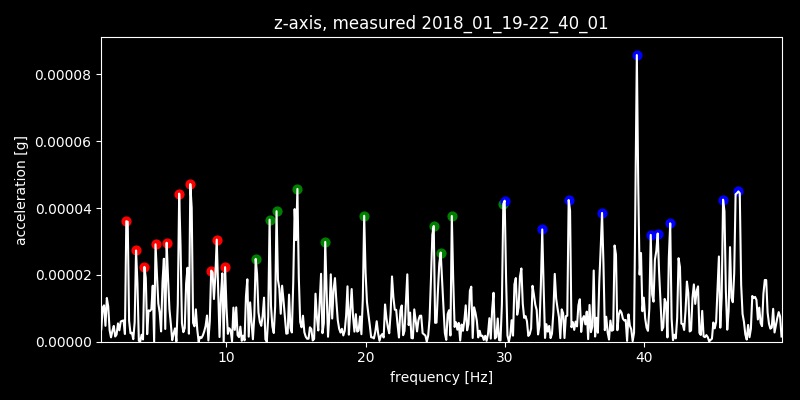 z-axis, measured 2018_01_19-22_40_01
0.00008
0.00006
0.00004
0.00002
0.00000
acceleration [g]
10 20 30 40
frequency [Hz]